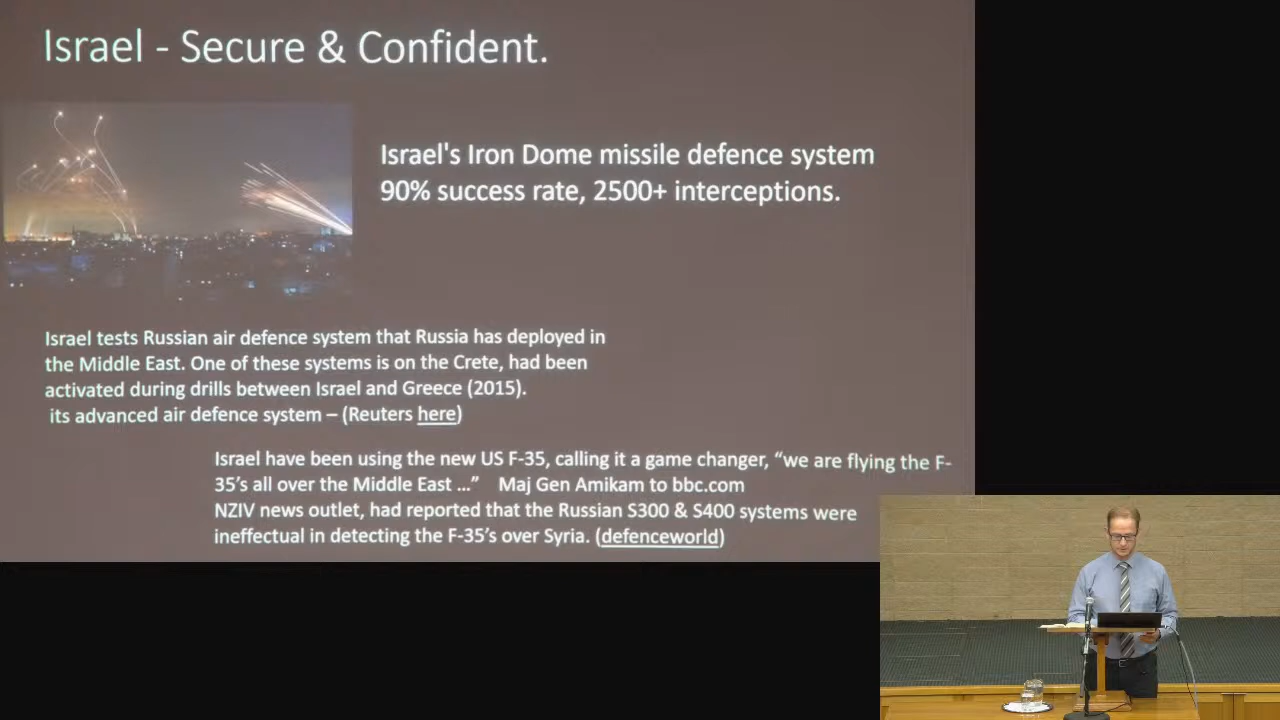 Israel - Secure & Confident.
Israel's Iron Dome missile defence system
90% success rate, 2500+ interceptions.
Israel tests Russian air defence system that Russia has deployed in
the Middle East. One of these systems is on the Crete, had been
activated during drills between Israel and Greece (2015).
its advanced air defence system – (Reuters here)
Israel have been using the new US F-35, calling it a game changer, “we are flying the F-
35’s all over the Middle East ...” Maj Gen Amikam to bbc.com
NZIV news outlet, had reported that the Russian S300 & S400 systems were
ineffectual in detecting the F-35’s over Syria. (defenceworld)